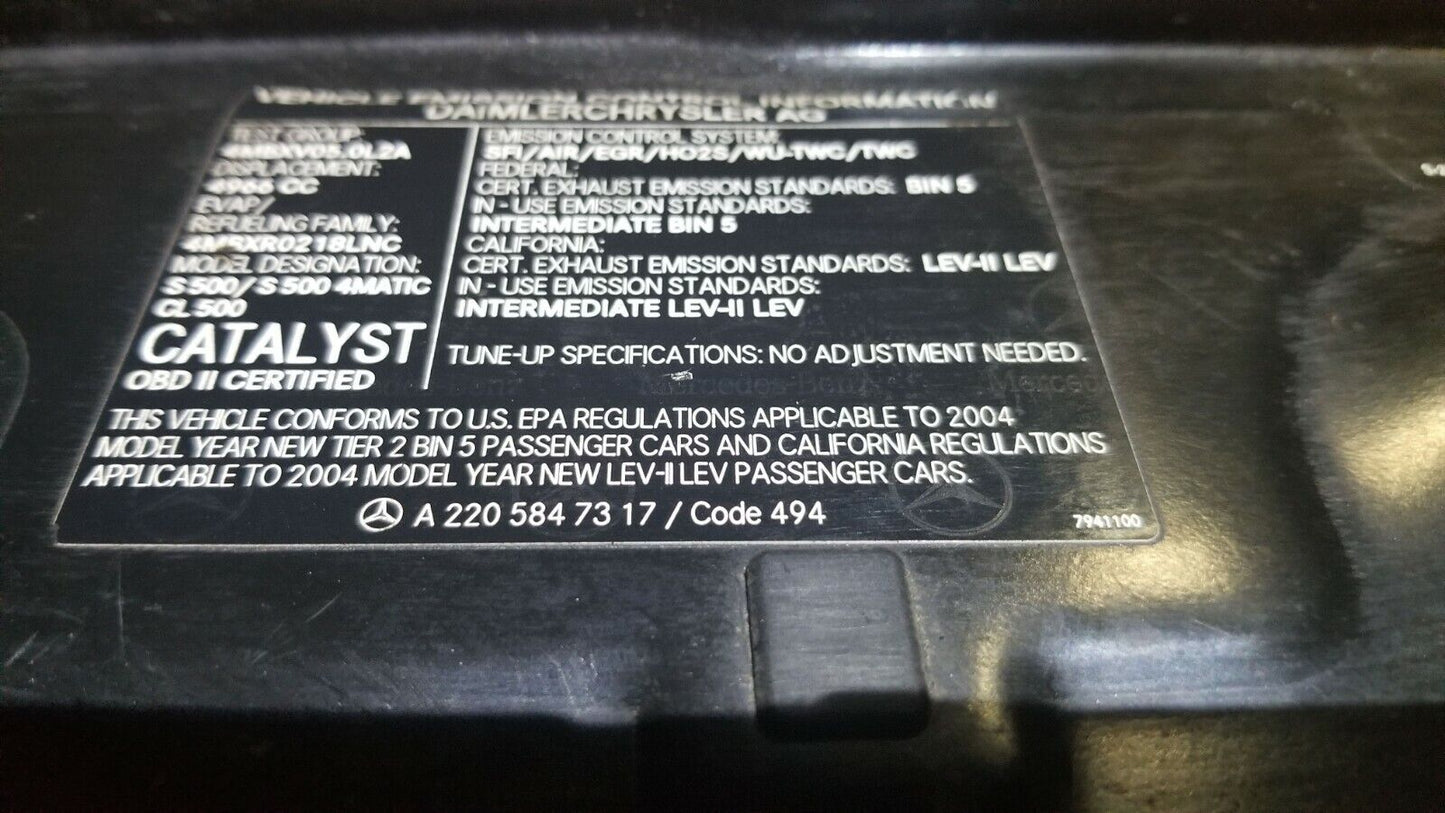 VEHICLE EMISSION CONTROL INFORMATION
DAIMLERCHRYSLER AG
TEST GROUP:
4MBXV05.0L2A
DISPLACEMENT:
4966 CC
EVAP/
REFUELING FAMILY:
4MBXR0218LNC
MODEL DESIGNATION:
S 500/ S 500 4MATIC
CL 500
CATALYST
OBD II CERTIFIED
EMISSION CONTROL SYSTEM:
SFI/AIR/EGR/HO2S/WU-TWC/TWC
FEDERAL:
CERT. EXHAUST EMISSION STANDARDS: BIN 5
IN - USE EMISSION STANDARDS:
INTERMEDIATE BIN 5
CALIFORNIA:
CERT. EXHAUST EMISSION STANDARDS: LEV-II LEV
IN - USE EMISSION STANDARDS:
INTERMEDIATE LEV-II LEV
TUNE-UP SPECIFICATIONS: NO ADJUSTMENT NEEDED.
Mercedes-Benz
THIS VEHICLE CONFORMS TO U.S. EPA REGULATIONS APPLICABLE TO 2004
MODEL YEAR NEW TIER 2 BIN 5 PASSENGER CARS AND CALIFORNIA REGULATIONS
APPLICABLE TO 2004 MODEL YEAR NEW LEV-II LEV PASSENGER CARS.
A 220 584 73 17 / Code 494
7941100